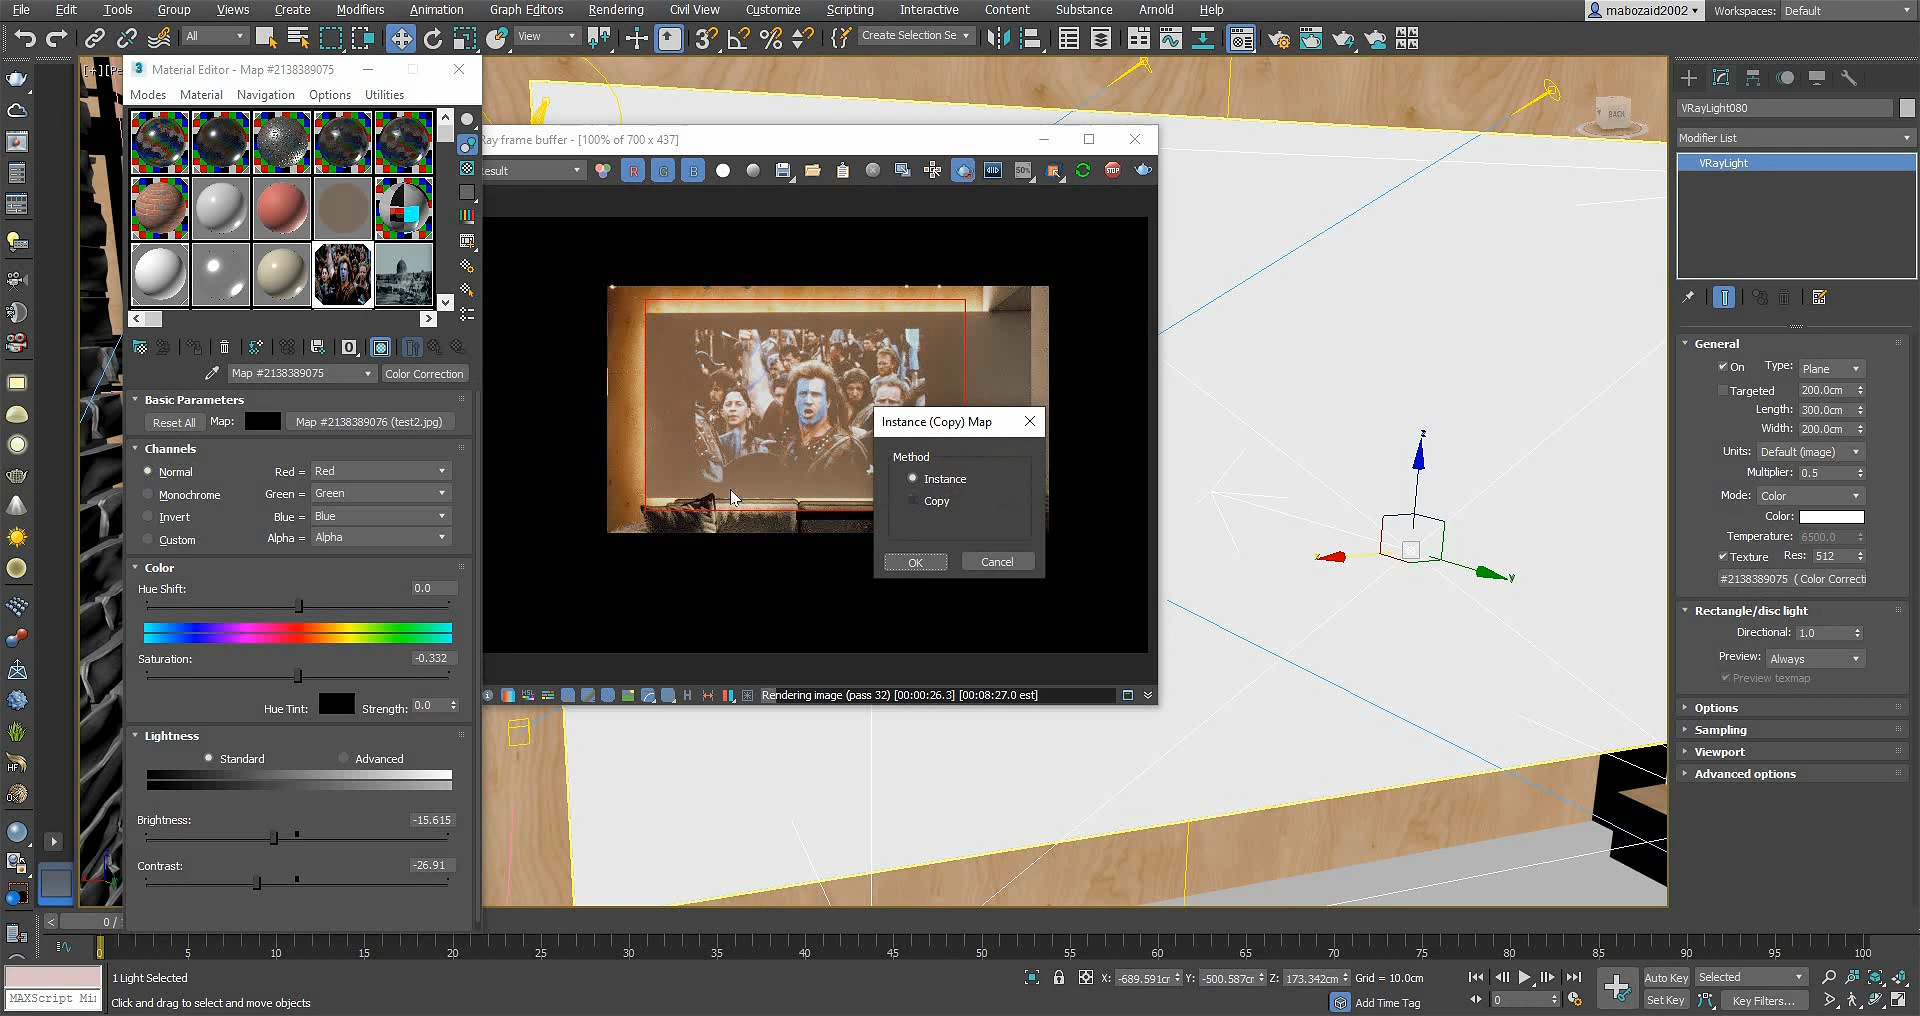 File Edit Tools Group Views Create Modifiers Animation Graph Editors Rendering Civil View Customize Scripting Interactive Content Substance Arnold Help
mabozaid2002 Workspaces: Default
All View Create Selection Se
Material Editor - Map #2138389075
Modes Material Navigation Options Utilities
Ray frame buffer - [100% of 700 x 437]
esult R G B
50%
STOP
BACK
VRayLight080
Modifier List
VRayLight
Map #2138389075 Color Correction
Basic Parameters
Reset All Map: Map #2138389076 (test2.jpg)
Channels
Normal Red = Red
Monochrome Green = Green
Invert Blue = Blue
Custom Alpha = Alpha
Color
Hue Shift: 0.0
Saturation: -0.332
Hue Tint: Strength: 0.0
Lightness
Standard Advanced
Brightness: -15.615
Contrast: -26.91
Instance (Copy) Map
Method
Instance
Copy
OK Cancel
Rendering image (pass 32) [00:00:26.3] [00:08:27.0 est]
z
x
y
General
On Type: Plane
Targeted 200.0cm
Length: 300.0cm
Width: 200.0cm
Units: Default (image)
Multiplier: 0.5
Mode: Color
Color:
Temperature: 6500.0
Texture Res: 512
#2138389075 ( Color Correcti
Rectangle/disc light
Directional: 1.0
Preview: Always
Preview texmap
Options
Sampling
Viewport
Advanced options
0 /
0 5 10 15 20 25 30 35 40 45 50 55 60 65 70 75 80 85 90 95 100
1 Light Selected
X: -689.591cr Y: -500.587cr Z: 173.342cm Grid = 10.0cm
Auto Key Selected
MAXScript Mi
Click and drag to select and move objects
Add Time Tag
0
Set Key Key Filters...